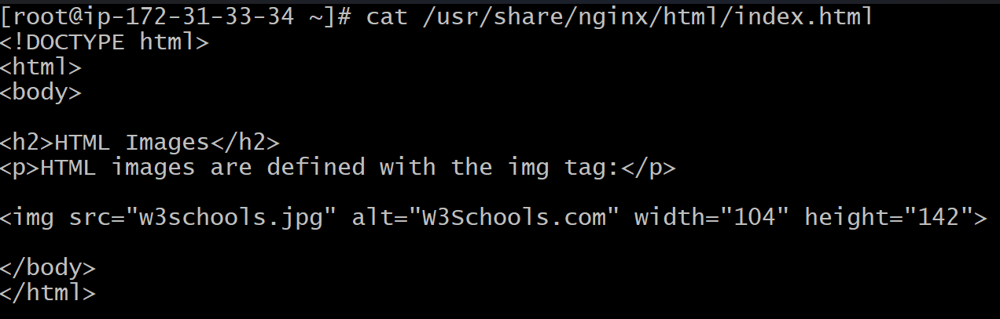 [root@ip-172-31-33-34 ~]# cat /usr/share/nginx/html/index.html
<!DOCTYPE html>
<html>
<body>
<h2>HTML Images</h2>
<p>HTML images are defined with the img tag:</p>
<img src="w3schools.jpg" alt="W3Schools.com" width="104" height="142">
</body>
</html>